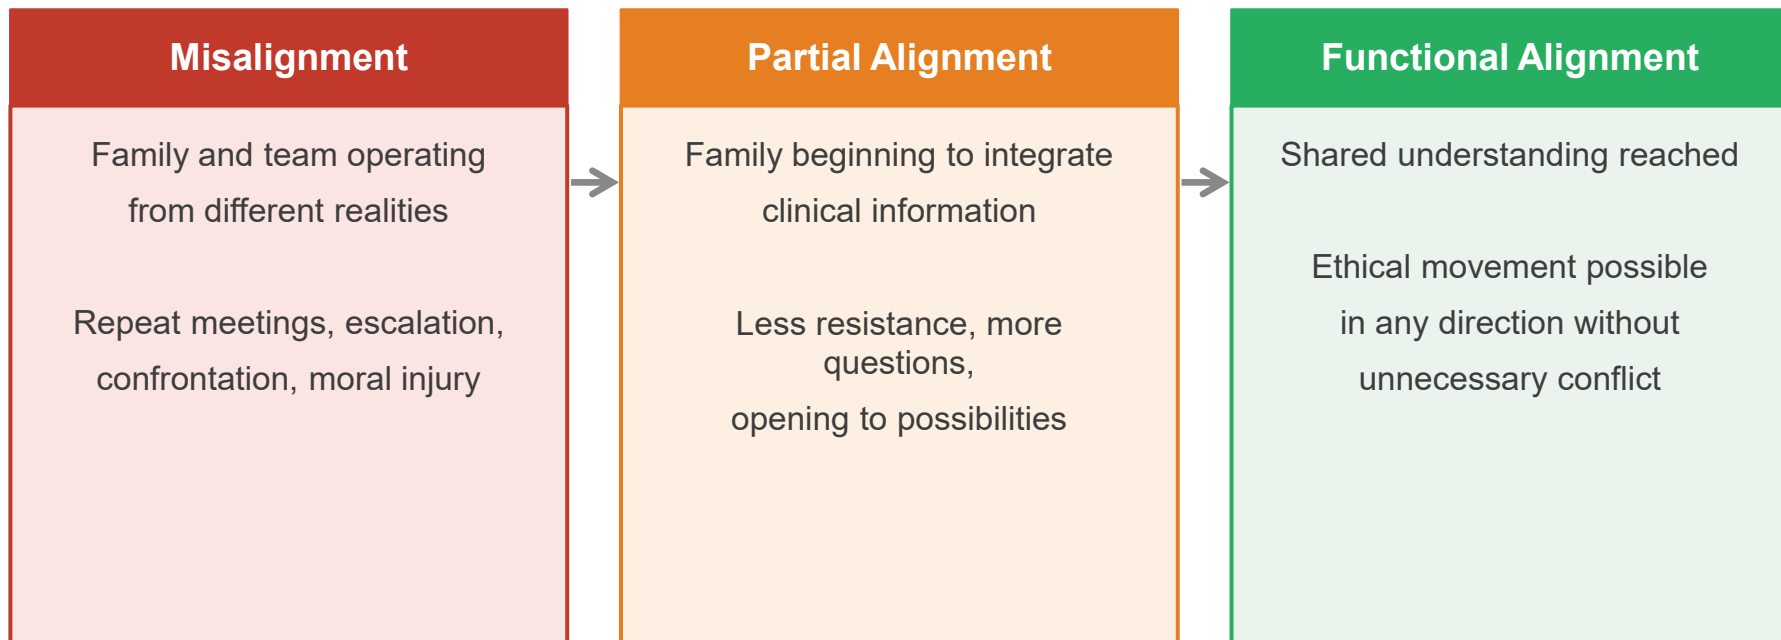 Misalignment
Family and team operating
from different realities
Repeat meetings, escalation,
confrontation, moral injury
Partial Alignment
Family beginning to integrate
clinical information
Less resistance, more
questions,
opening to possibilities
Functional Alignment
Shared understanding reached
Ethical movement possible
in any direction without
unnecessary conflict